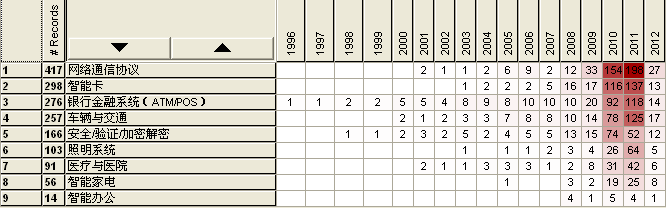 # Records 1996 1997 1998 1999 2000 2001 2002 2003 2004 2005 2006 2007 2008 2009 2010 2011 2012
1 417 网络通信协议 2 1 1 2 6 9 2 12 33 154 27
2 298 智能卡 1 2 2 2 5 16 17 116 137 13
3 276 银行金融系统（ATM/POS） 1 1 2 2 5 5 4 8 9 8 10 10 10 20 92 118 14
4 257 车辆与交通 2 1 2 3 3 7 8 8 10 14 78 125 17
5 166 安全/验证/加密解密 1 1 2 3 2 5 2 4 5 5 13 15 74 52 12
6 103 照明系统 1 1 1 2 3 4 26 64 5
7 91 医疗与医院 2 1 1 3 3 3 1 2 8 31 42 6
8 56 智能家电 1 3 2 19 25 8
9 14 智能办公 4 1 5 4 1